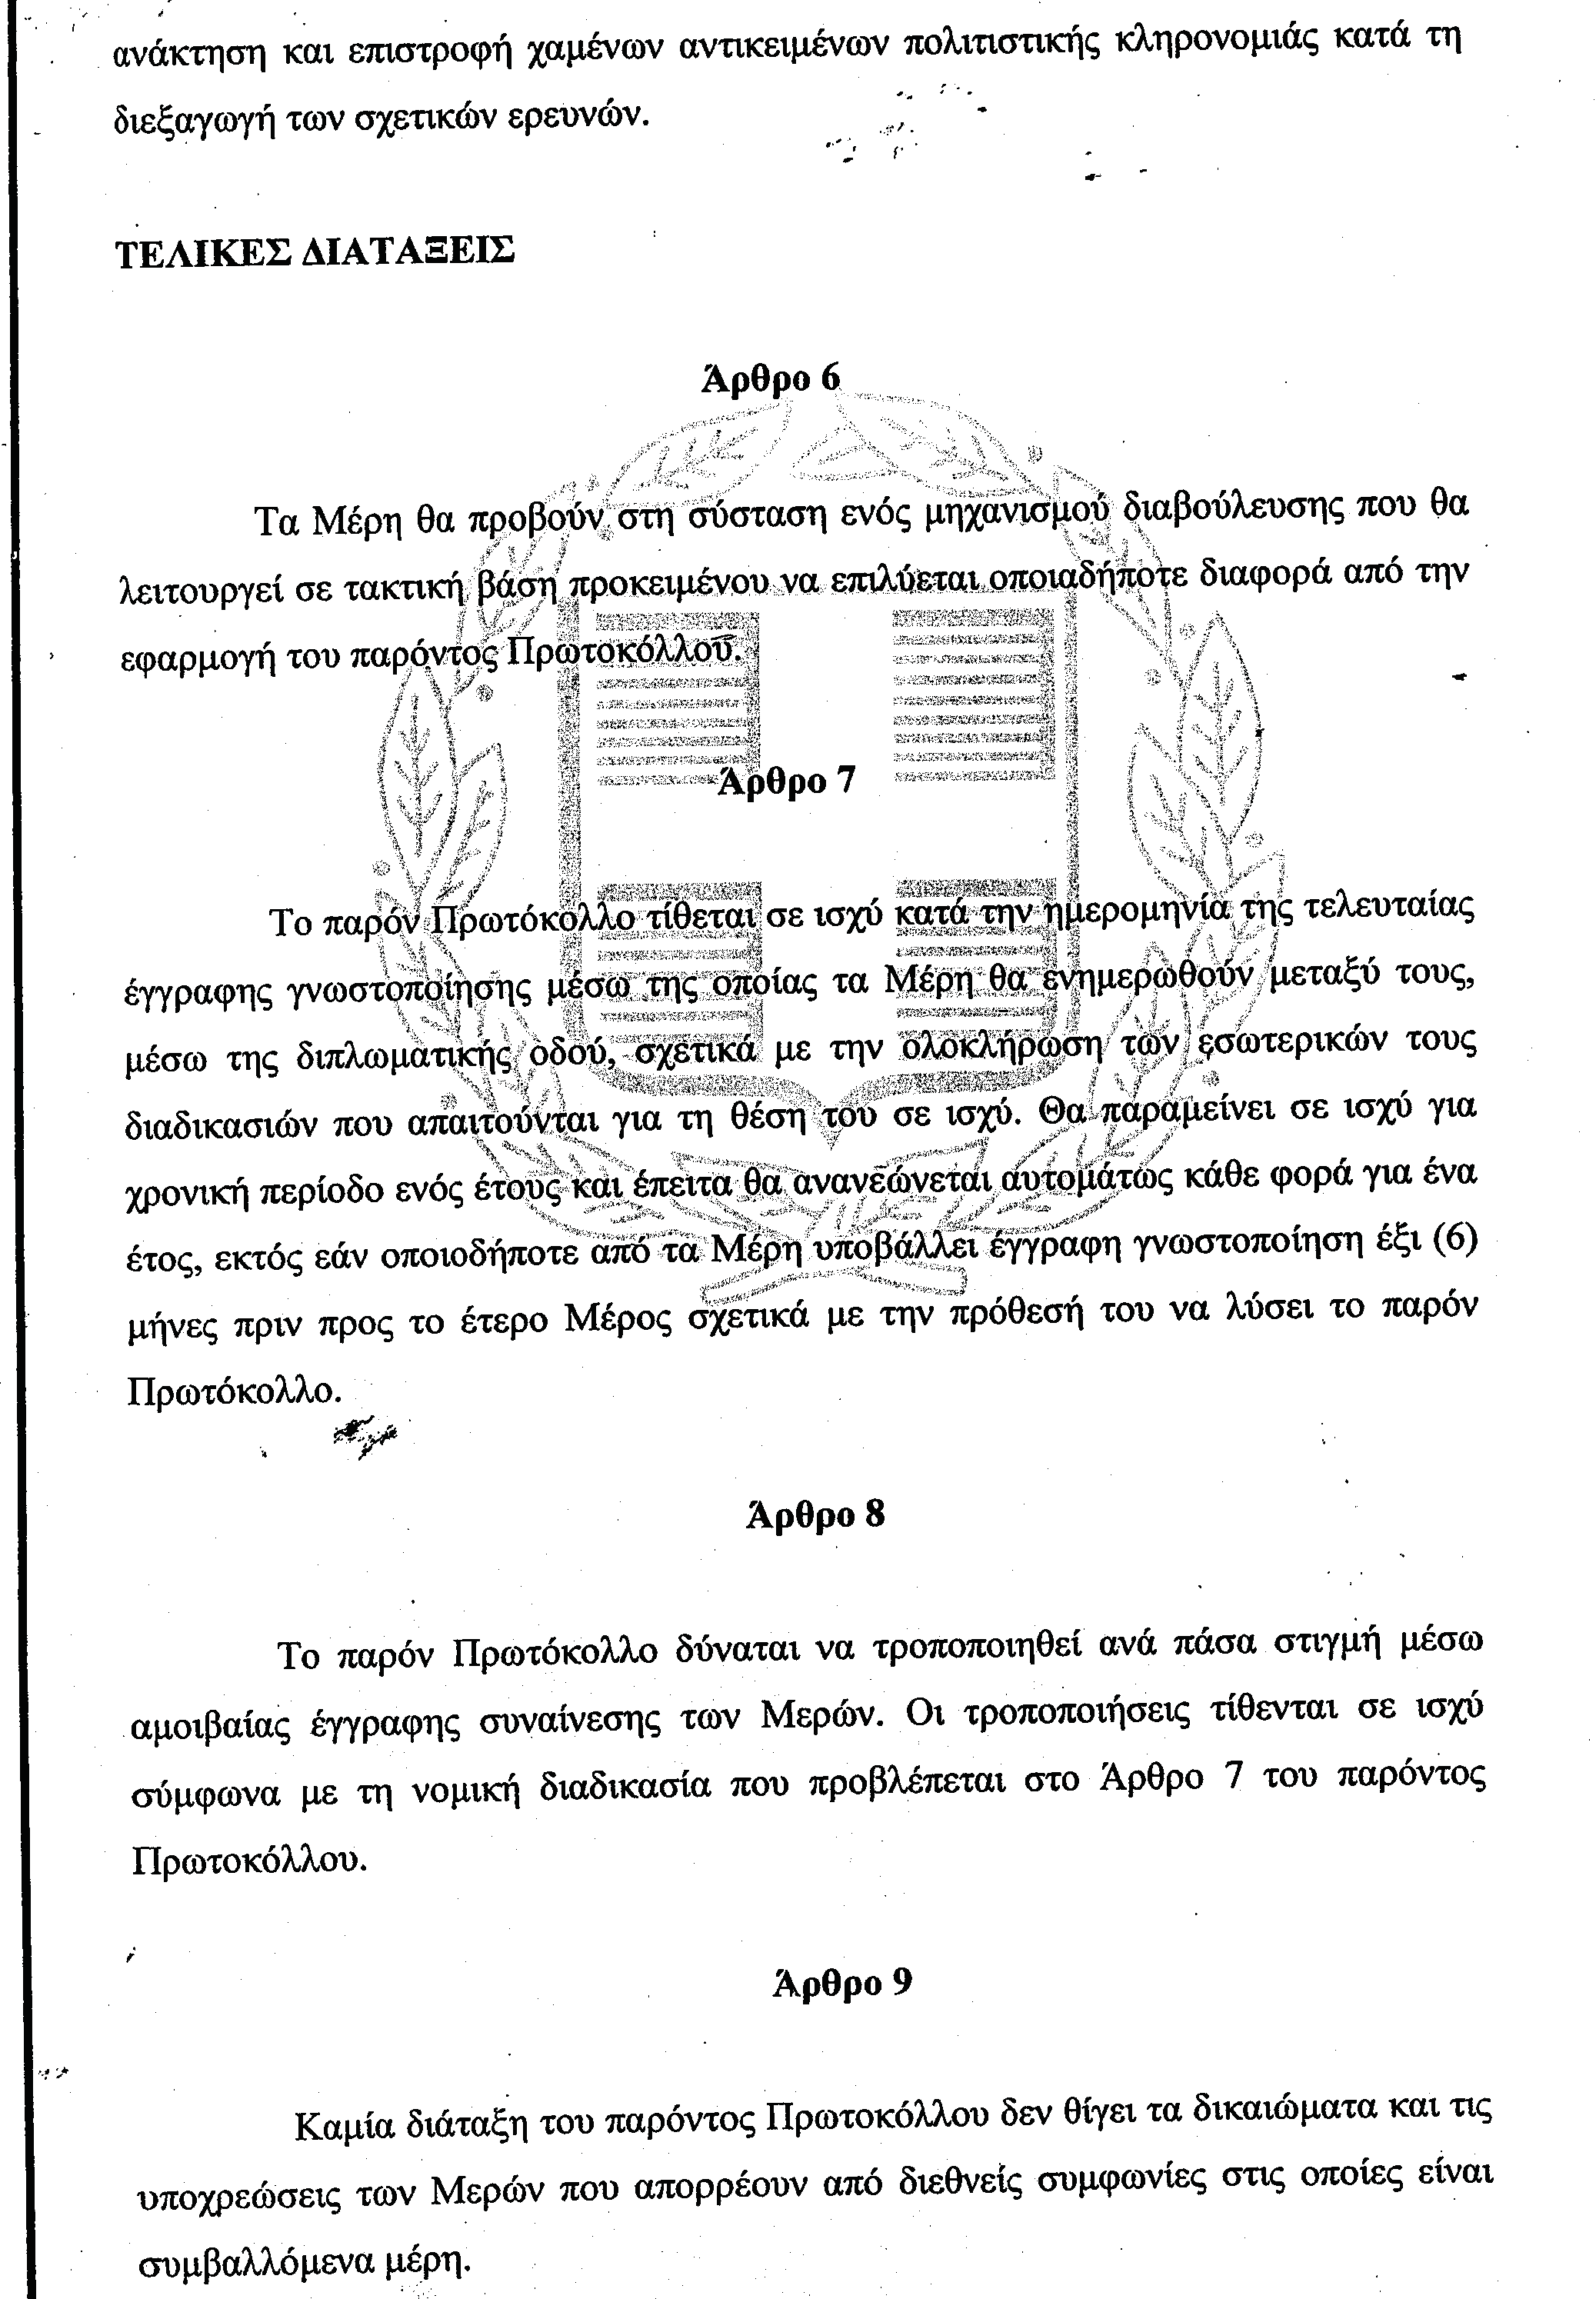 ανάκτηση και επιστροφή χαμένων αντικειμένων πολιτιστικής κληρονομιάς κατά τη
διεξαγωγή των σχετικών ερευνών.
ΤΕΛΙΚΕΣ ΔΙΑΤΑΞΕΙΣ
Άρθρο 6
Τα Μέρη θα προβούν στη σύσταση ενός μηχανισμού διαβούλευσης που θα
λειτουργεί σε τακτική βάση προκειμένου να επιλύεται οποιαδήποτε διαφορά από την
εφαρμογή του παρόντος Πρωτοκόλλου.
Άρθρο 7
Το παρόν Πρωτόκολλο τίθεται σε ισχύ κατά την ημερομηνία της τελευταίας
έγγραφης γνωστοποίησης μέσω της οποίας τα Μέρη θα ενημερωθούν μεταξύ τους,
μέσω της διπλωματικής οδού, σχετικά με την ολοκλήρωση των εσωτερικών τους
διαδικασιών που απαιτούνται για τη θέση του σε ισχύ. Θα παραμείνει σε ισχύ για
χρονική περίοδο ενός έτους και έπειτα θα ανανεώνεται αυτομάτως κάθε φορά για ένα
έτος, εκτός εάν οποιοδήποτε από τα Μέρη υποβάλλει έγγραφη γνωστοποίηση έξι (6)
μήνες πριν προς το έτερο Μέρος σχετικά με την πρόθεσή του να λύσει το παρόν
Πρωτόκολλο.
Άρθρο 8
Το παρόν Πρωτόκολλο δύναται να τροποποιηθεί ανά πάσα στιγμή μέσω
αμοιβαίας έγγραφης συναίνεσης των Μερών. Οι τροποποιήσεις τίθενται σε ισχύ
σύμφωνα με τη νομική διαδικασία που προβλέπεται στο Άρθρο 7 του παρόντος
Πρωτοκόλλου.
Άρθρο 9
Καμία διάταξη του παρόντος Πρωτοκόλλου δεν θίγει τα δικαιώματα και τις
υποχρεώσεις των Μερών που απορρέουν από διεθνείς συμφωνίες στις οποίες είναι
συμβαλλόμενα μέρη.